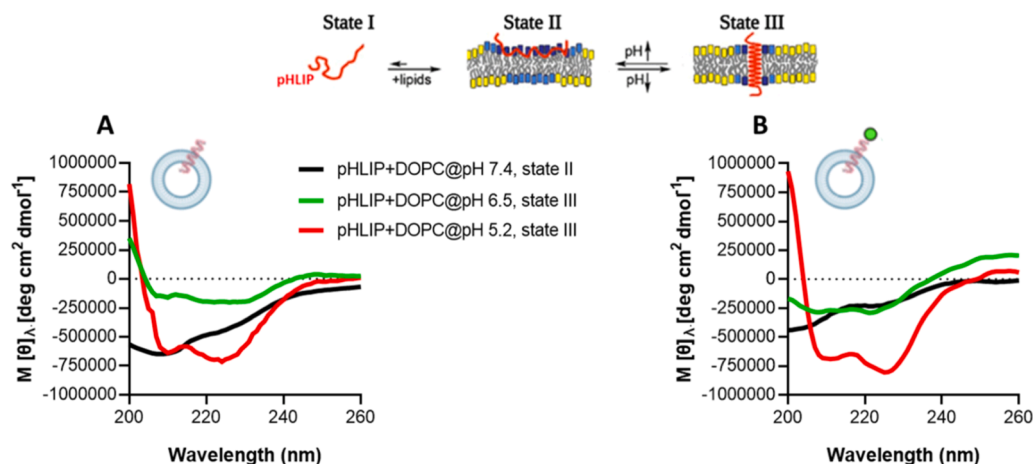 State I
State II
State III
pHLIP
+lipids
pH↑
pH↓
A
B
1000000
750000
500000
250000
0
-250000
-500000
-750000
-1000000
M [θ]λ.[deg cm² dmol⁻¹]
200
220
240
260
Wavelength (nm)
pHLIP+DOPC@pH 7.4, state II
pHLIP+DOPC@pH 6.5, state III
pHLIP+DOPC@pH 5.2, state III
1000000
750000
500000
250000
0
-250000
-500000
-750000
-1000000
M [θ]λ.[deg cm² dmol⁻¹]
200
220
240
260
Wavelength (nm)